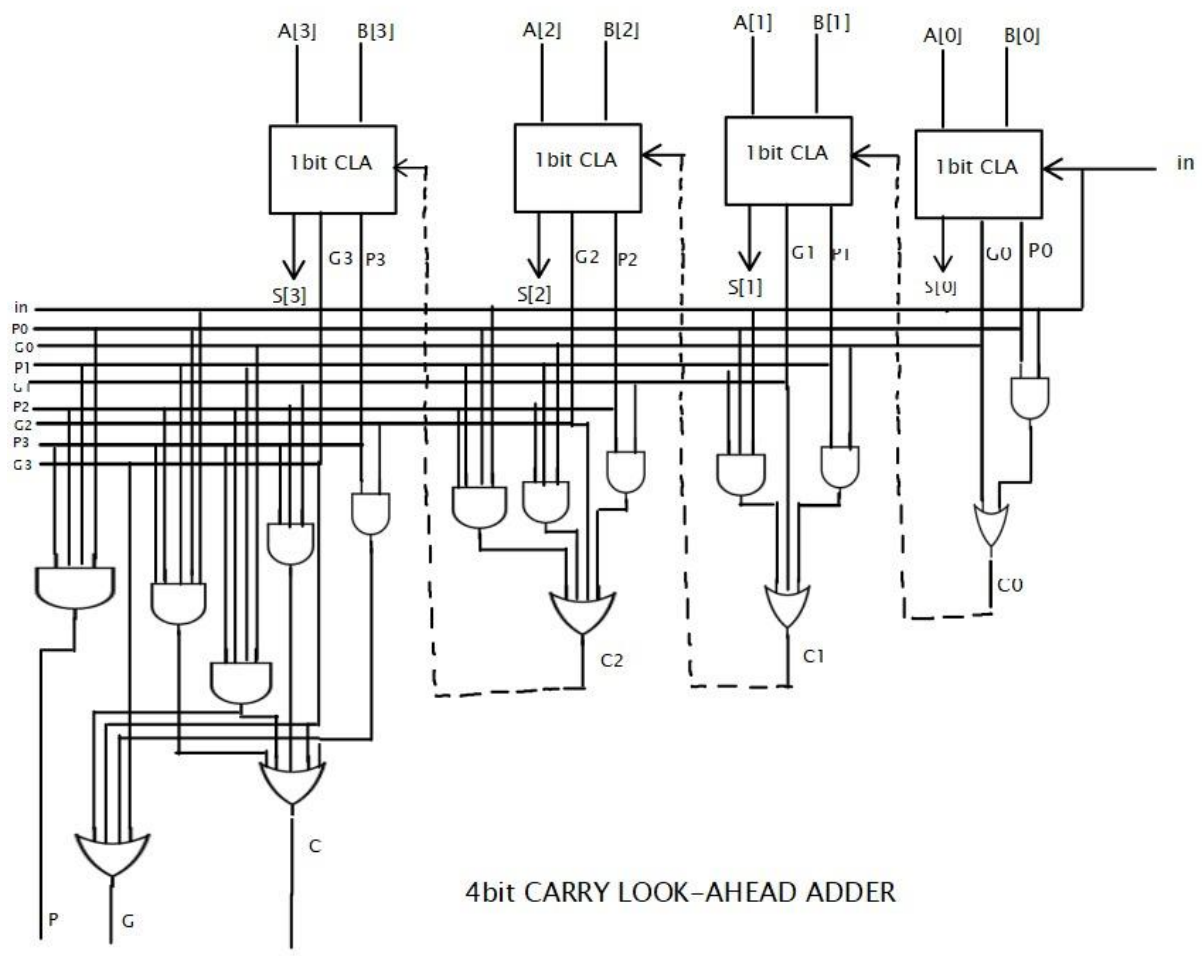 A[3] B[3] A[2] B[2] A[1] B[1] A[0] B[0]
1bit CLA 1bit CLA 1bit CLA 1bit CLA in
G3 P3 G2 P2 G1 P1 G0 P0
S[3] S[2] S[1] S[0]
in
P0
G0
P1
G1
P2
G2
P3
G3
C0
C2 C1
C
4bit CARRY LOOK-AHEAD ADDER
P G